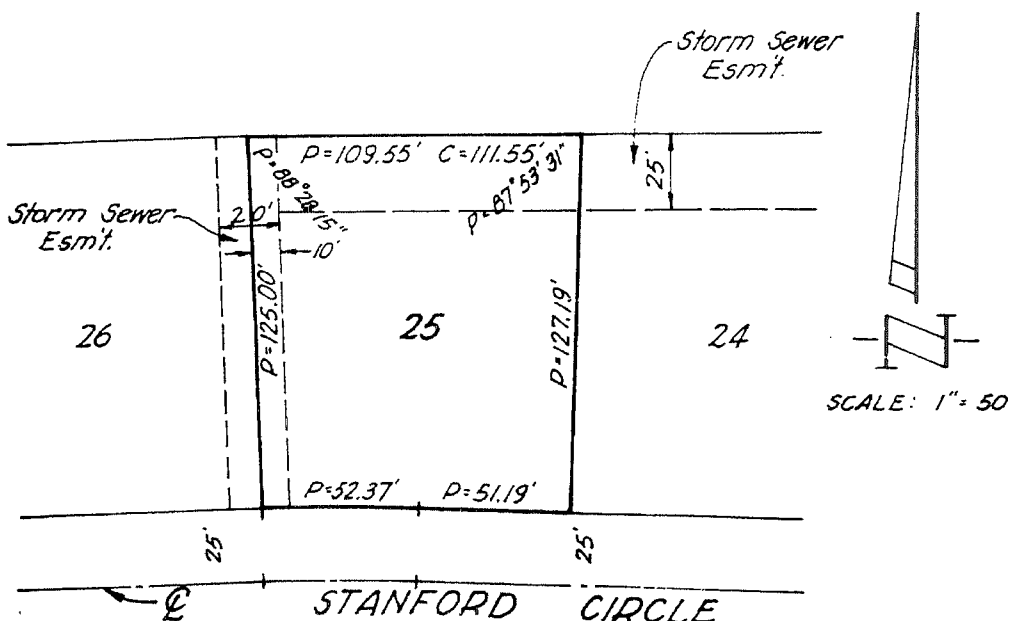 Storm Sewer
Esm't.
P=109.55' C=111.55'
P=88°28'15"
P=87°53'31"
25'
Storm Sewer
Esm't.
20'
10'
P=125.00'
P=127.19'
26
25
24
SCALE: 1"=50
P=52.37' P=51.19'
25'
25'
℄ STANFORD CIRCLE